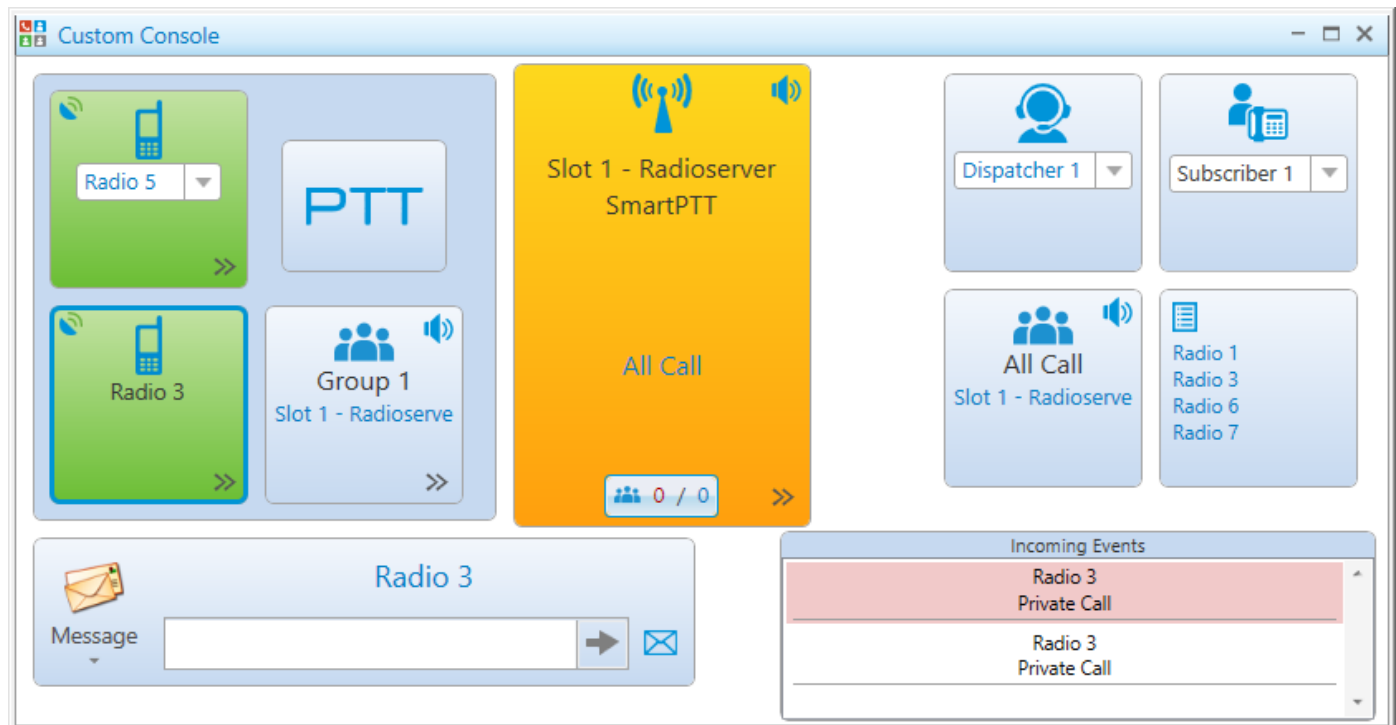 Custom Console
Radio 5
PTT
Radio 3
Group 1
Slot 1 - Radioserve
Slot 1 - Radioserver
SmartPTT
All Call
0 / 0
Dispatcher 1
Subscriber 1
All Call
Slot 1 - Radioserve
Radio 1
Radio 3
Radio 6
Radio 7
Message
Radio 3
Incoming Events
Radio 3
Private Call
Radio 3
Private Call